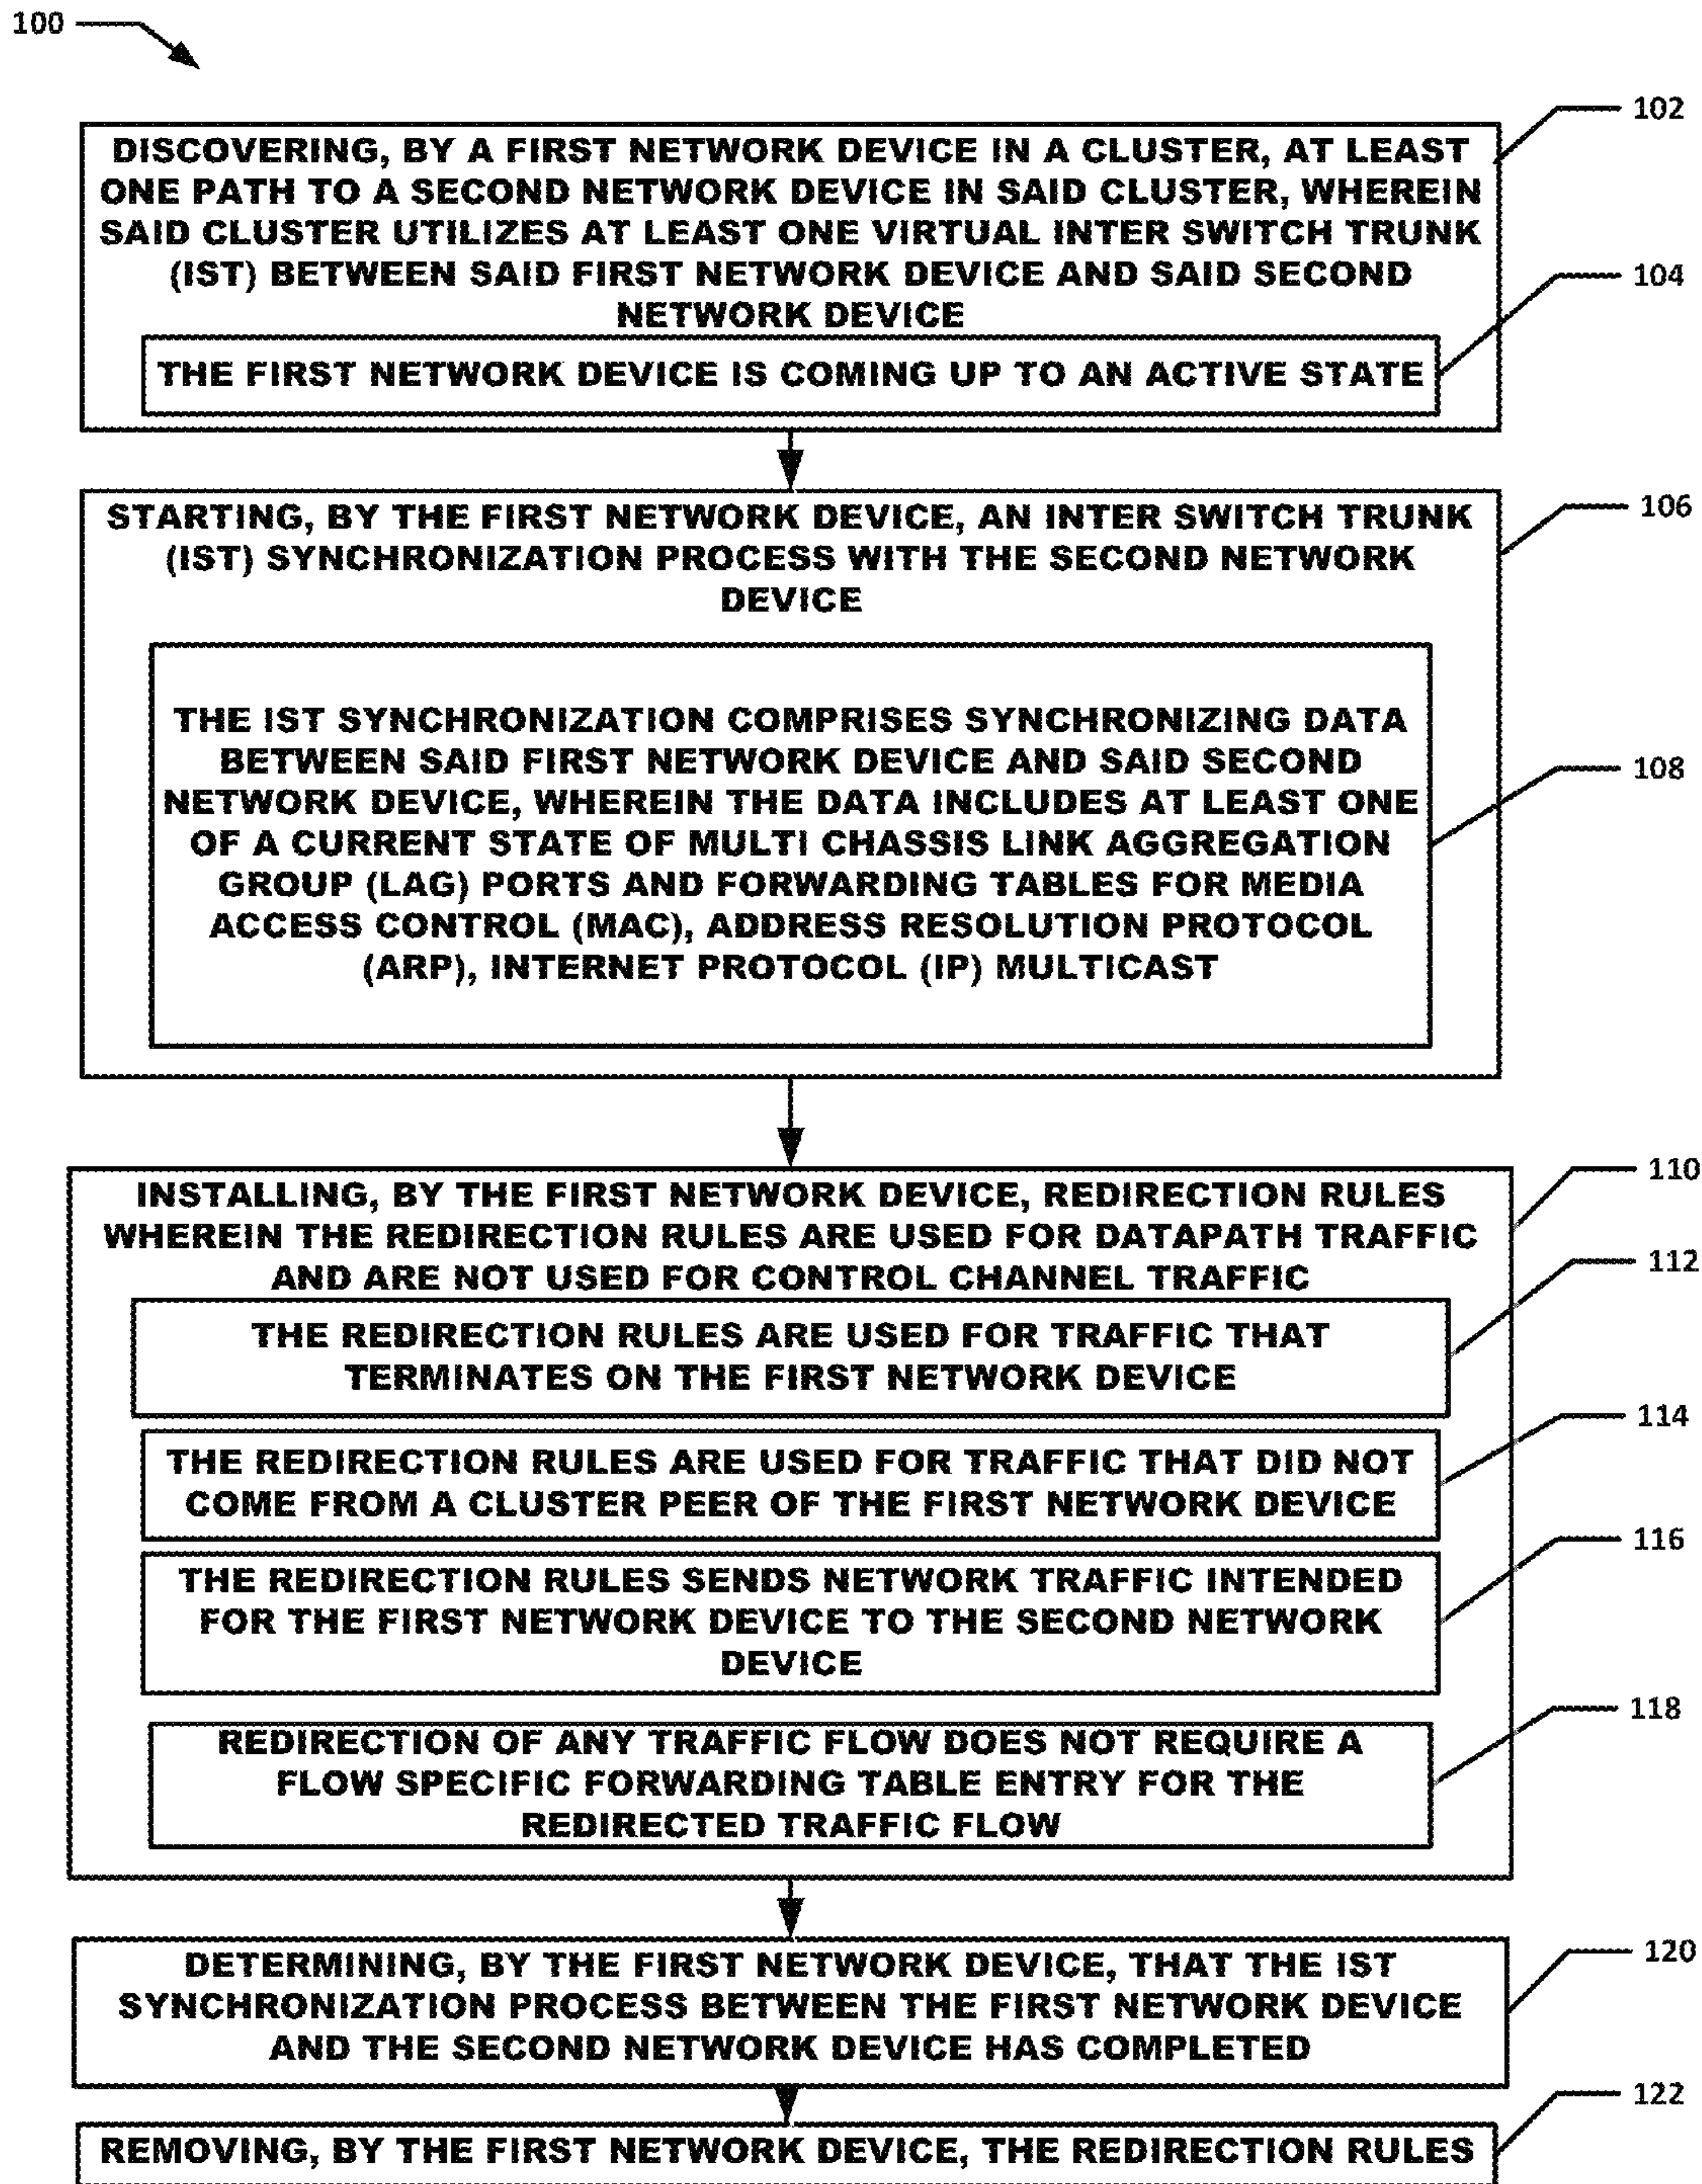 100
102
DISCOVERING, BY A FIRST NETWORK DEVICE IN A CLUSTER, AT LEAST
ONE PATH TO A SECOND NETWORK DEVICE IN SAID CLUSTER, WHEREIN
SAID CLUSTER UTILIZES AT LEAST ONE VIRTUAL INTER SWITCH TRUNK
(IST) BETWEEN SAID FIRST NETWORK DEVICE AND SAID SECOND
NETWORK DEVICE
104
THE FIRST NETWORK DEVICE IS COMING UP TO AN ACTIVE STATE
106
STARTING, BY THE FIRST NETWORK DEVICE, AN INTER SWITCH TRUNK
(IST) SYNCHRONIZATION PROCESS WITH THE SECOND NETWORK
DEVICE
108
THE IST SYNCHRONIZATION COMPRISES SYNCHRONIZING DATA
BETWEEN SAID FIRST NETWORK DEVICE AND SAID SECOND
NETWORK DEVICE, WHEREIN THE DATA INCLUDES AT LEAST ONE
OF A CURRENT STATE OF MULTI CHASSIS LINK AGGREGATION
GROUP (LAG) PORTS AND FORWARDING TABLES FOR MEDIA
ACCESS CONTROL (MAC), ADDRESS RESOLUTION PROTOCOL
(ARP), INTERNET PROTOCOL (IP) MULTICAST
110
INSTALLING, BY THE FIRST NETWORK DEVICE, REDIRECTION RULES
WHEREIN THE REDIRECTION RULES ARE USED FOR DATAPATH TRAFFIC
AND ARE NOT USED FOR CONTROL CHANNEL TRAFFIC
112
THE REDIRECTION RULES ARE USED FOR TRAFFIC THAT
TERMINATES ON THE FIRST NETWORK DEVICE
114
THE REDIRECTION RULES ARE USED FOR TRAFFIC THAT DID NOT
COME FROM A CLUSTER PEER OF THE FIRST NETWORK DEVICE
116
THE REDIRECTION RULES SENDS NETWORK TRAFFIC INTENDED
FOR THE FIRST NETWORK DEVICE TO THE SECOND NETWORK
DEVICE
118
REDIRECTION OF ANY TRAFFIC FLOW DOES NOT REQUIRE A
FLOW SPECIFIC FORWARDING TABLE ENTRY FOR THE
REDIRECTED TRAFFIC FLOW
120
DETERMINING, BY THE FIRST NETWORK DEVICE, THAT THE IST
SYNCHRONIZATION PROCESS BETWEEN THE FIRST NETWORK DEVICE
AND THE SECOND NETWORK DEVICE HAS COMPLETED
122
REMOVING, BY THE FIRST NETWORK DEVICE, THE REDIRECTION RULES